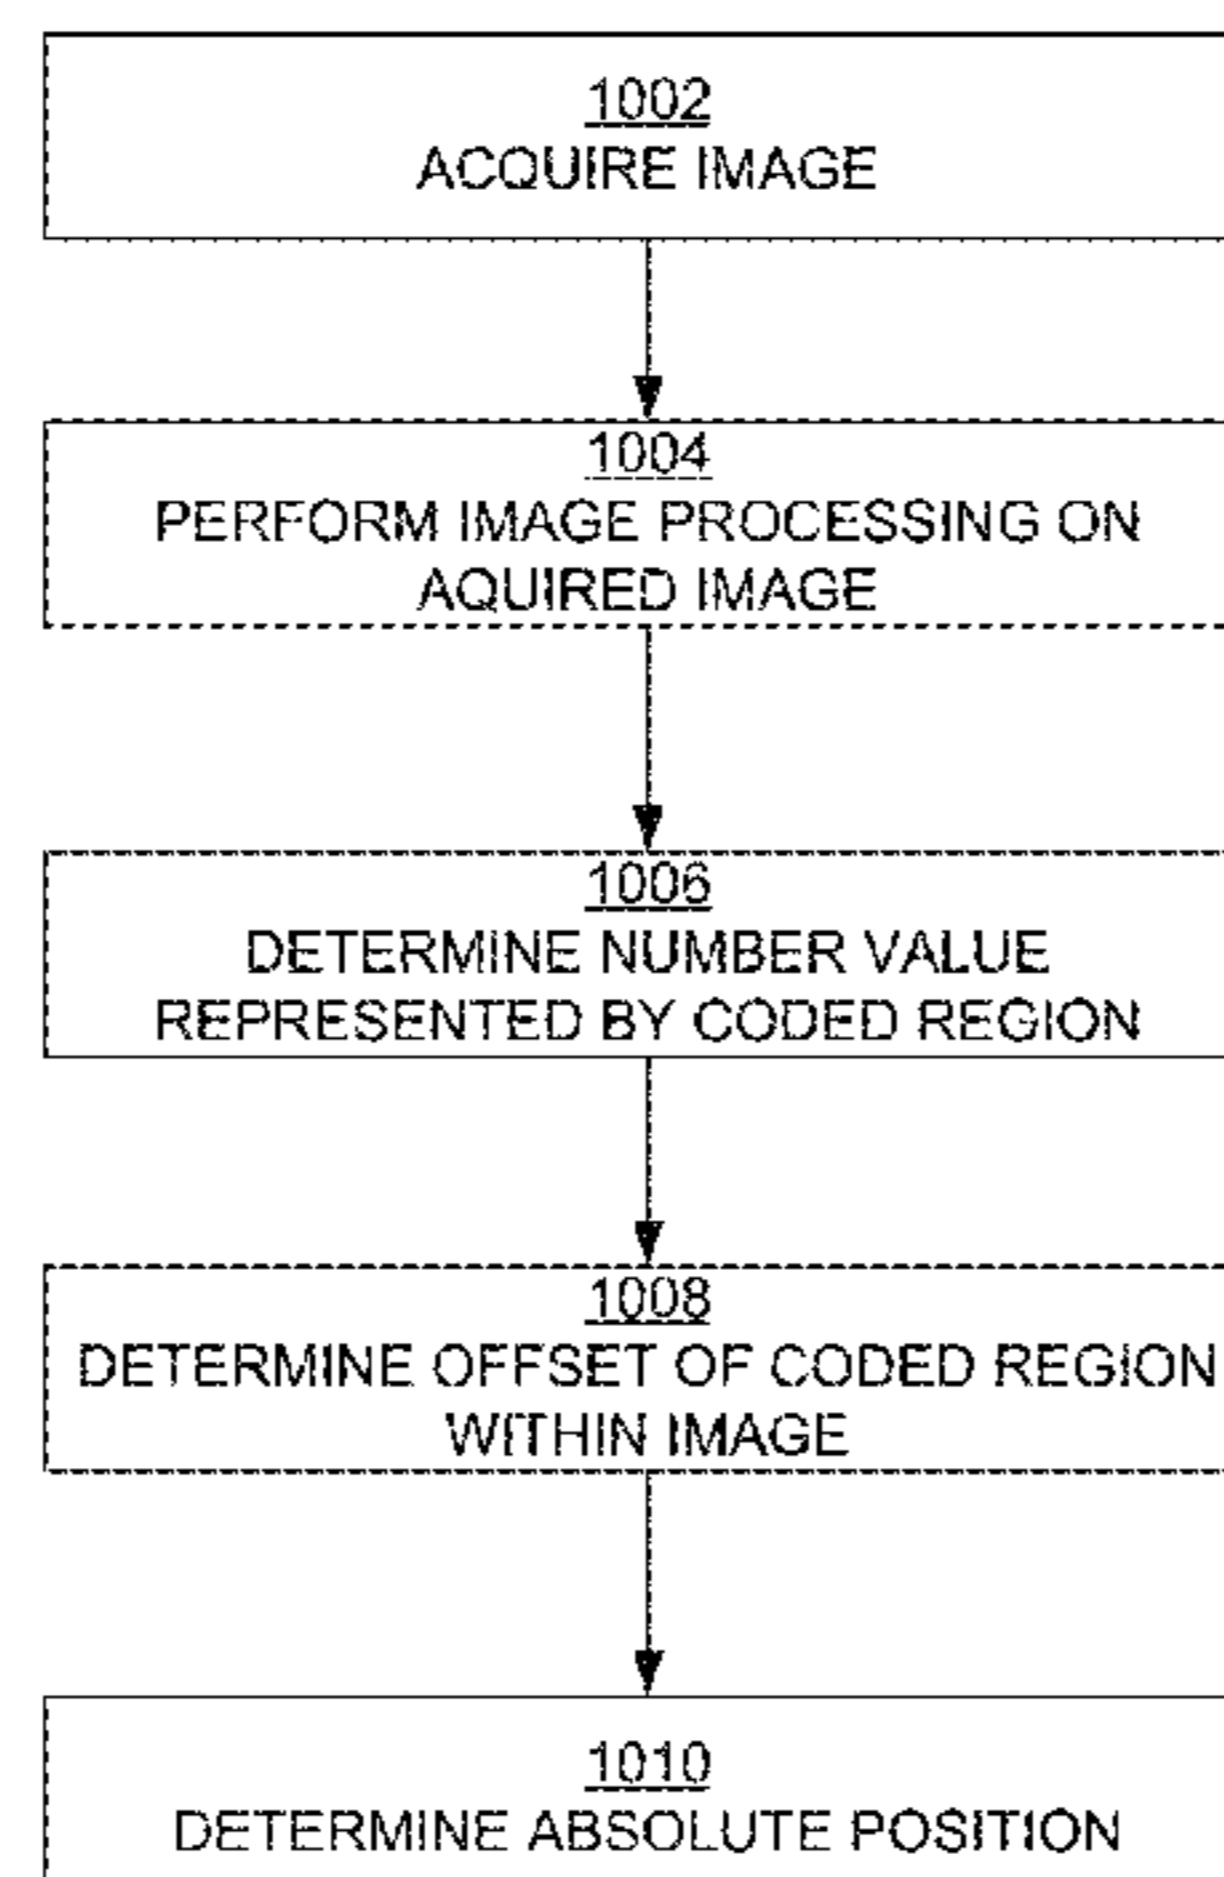 1002
ACQUIRE IMAGE
1004
PERFORM IMAGE PROCESSING ON
AQUIRED IMAGE
1006
DETERMINE NUMBER VALUE
REPRESENTED BY CODED REGION
1008
DETERMINE OFFSET OF CODED REGION
WITHIN IMAGE
1010
DETERMINE ABSOLUTE POSITION